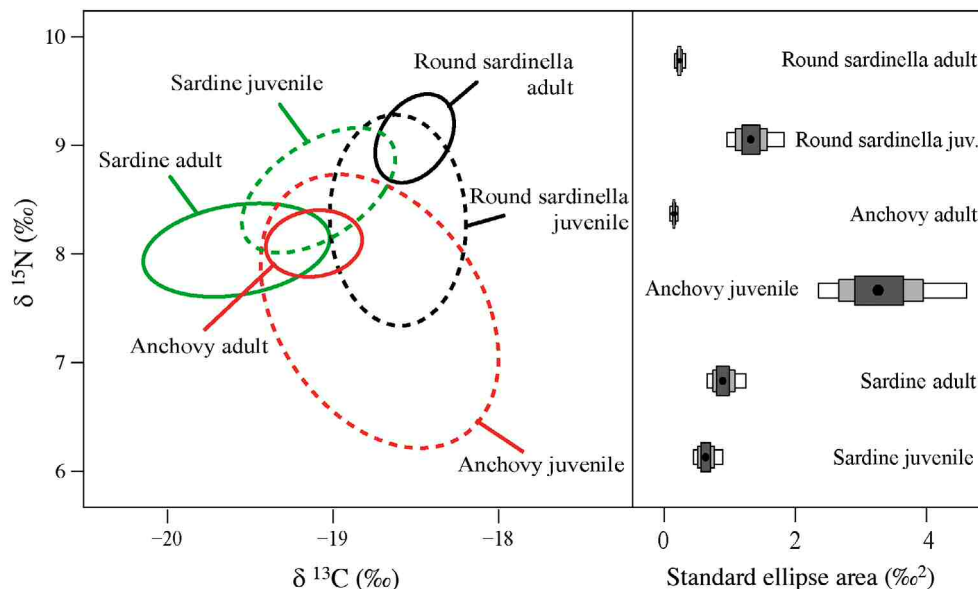 10
9
8
7
6
δ ¹⁵N (‰)
Sardine juvenile
Round sardinella
adult
Sardine adult
Round sardinella
juvenile
Anchovy adult
Anchovy juvenile
−20
−19
−18
δ ¹³C (‰)
Round sardinella adult
Round sardinella juv.
Anchovy adult
Anchovy juvenile
Sardine adult
Sardine juvenile
0
2
4
Standard ellipse area (‰²)